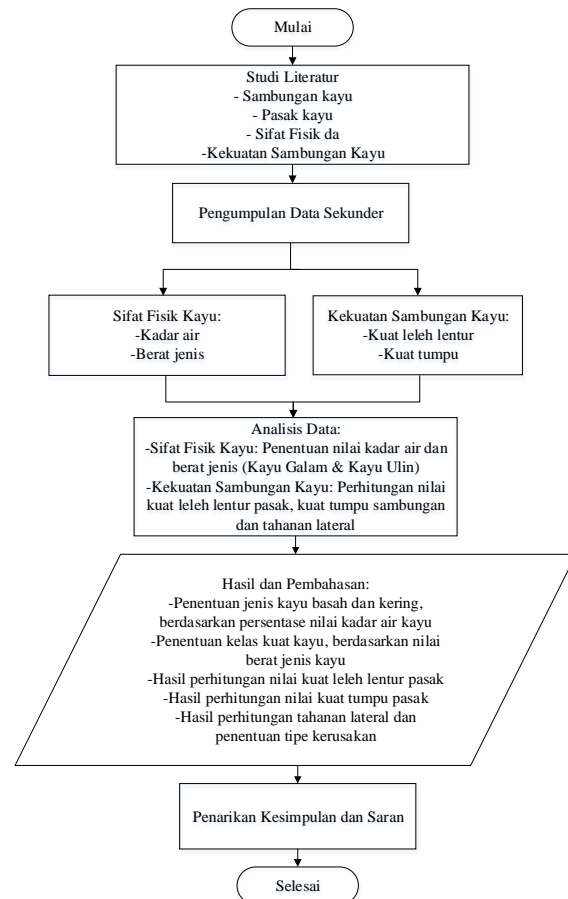 Mulai
Studi Literatur
- Sambungan kayu
- Pasak kayu
- Sifat Fisik da
-Kekuatan Sambungan Kayu
Pengumpulan Data Sekunder
Sifat Fisik Kayu:
-Kadar air
-Berat jenis
Kekuatan Sambungan Kayu:
-Kuat leleh lentur
-Kuat tumpu
Analisis Data:
-Sifat Fisik Kayu: Penentuan nilai kadar air dan
berat jenis (Kayu Galam & Kayu Ulin)
-Kekuatan Sambungan Kayu: Perhitungan nilai
kuat leleh lentur pasak, kuat tumpu sambungan
dan tahanan lateral
Hasil dan Pembahasan:
-Penentuan jenis kayu basah dan kering,
berdasarkan persentase nilai kadar air kayu
-Penentuan kelas kuat kayu, berdasarkan nilai
berat jenis kayu
-Hasil perhitungan nilai kuat leleh lentur pasak
-Hasil perhitungan nilai kuat tumpu pasak
-Hasil perhitungan tahanan lateral dan
penentuan tipe kerusakan
Penarikan Kesimpulan dan Saran
Selesai